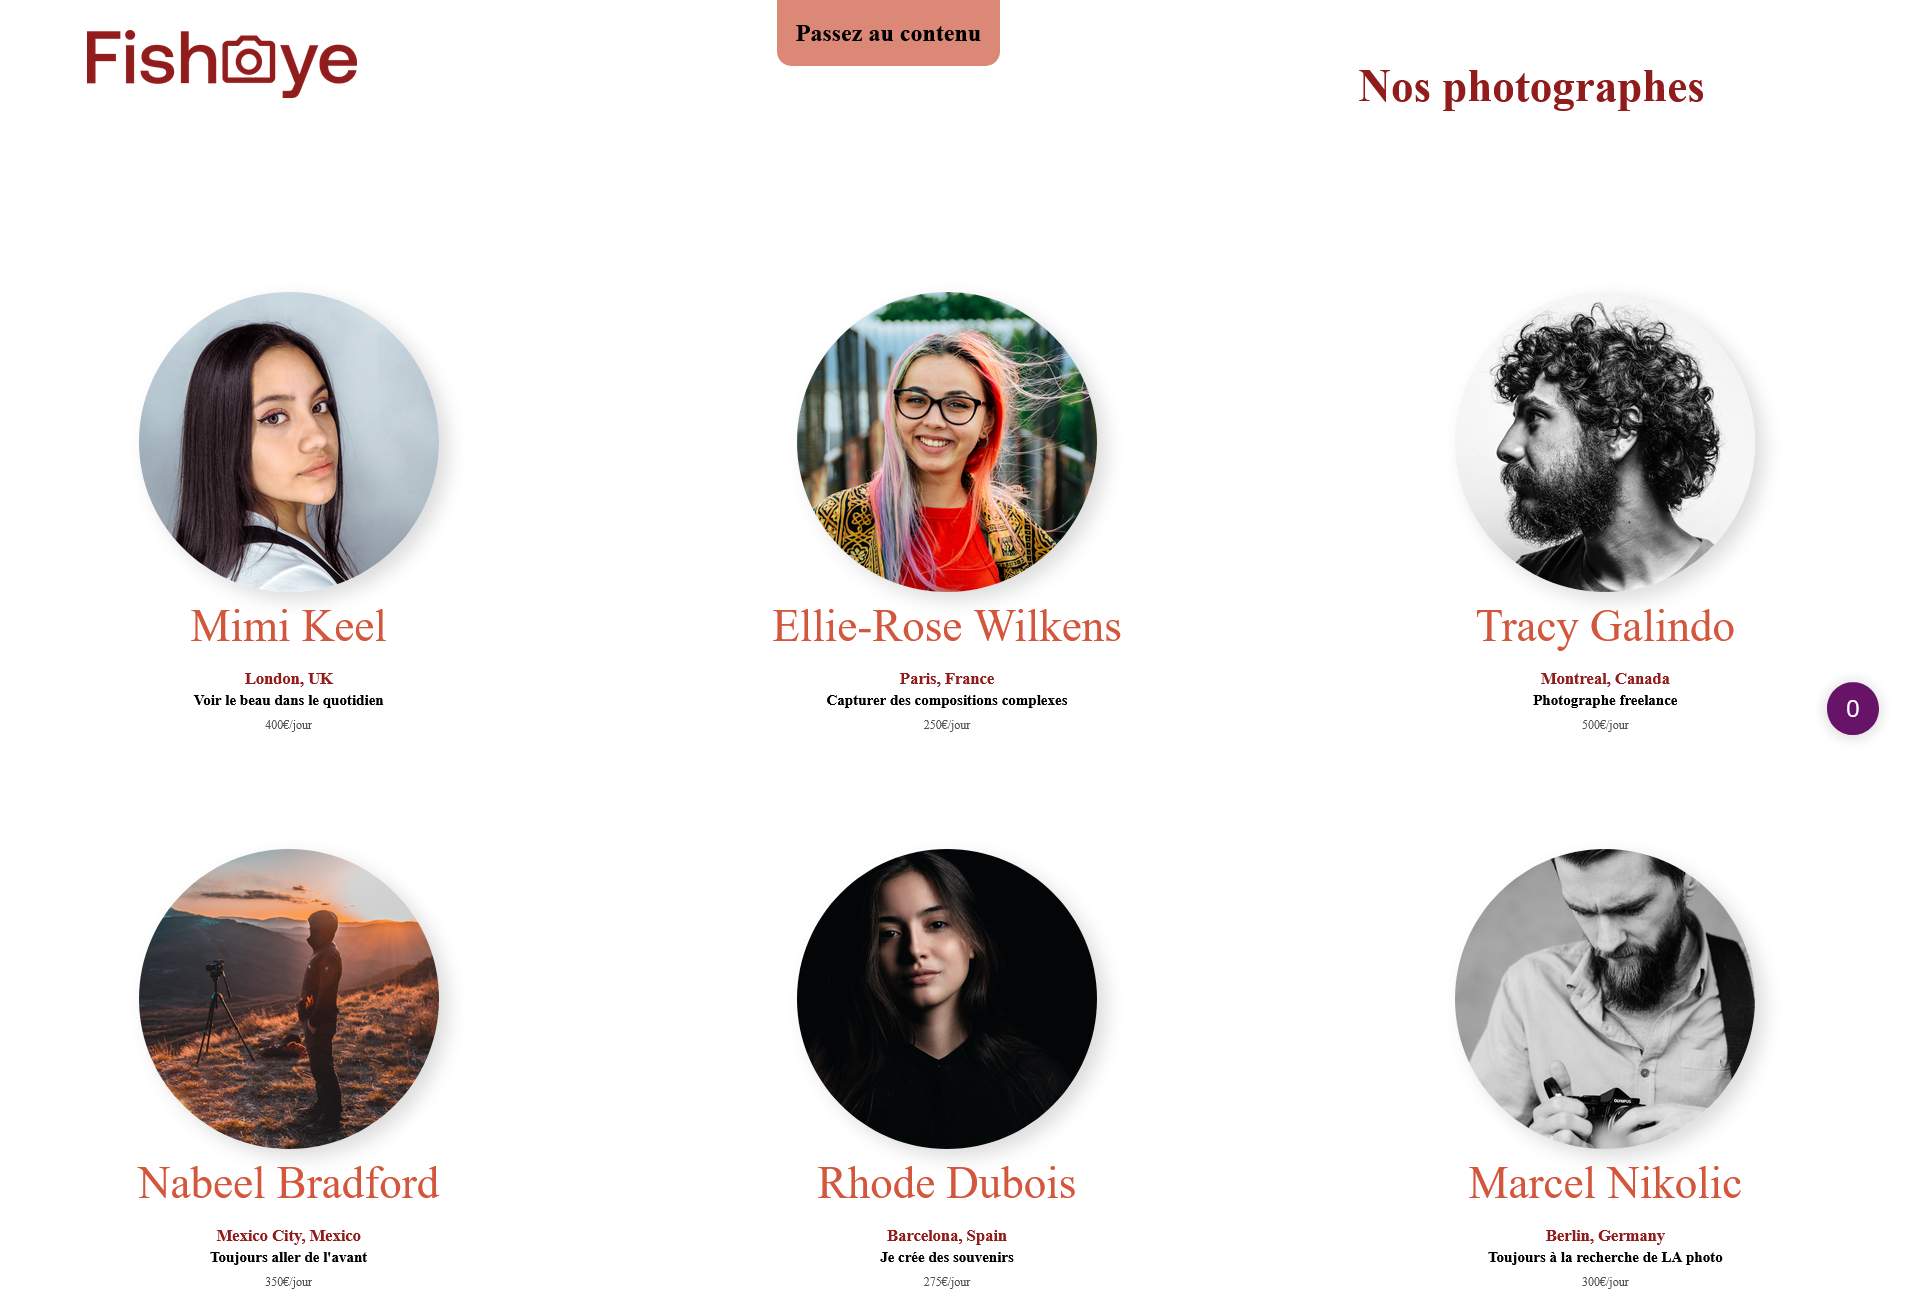 Fisheye
Passez au contenu
Nos photographes
Mimi Keel
London, UK
Voir le beau dans le quotidien
400€/jour
Ellie-Rose Wilkens
Paris, France
Capturer des compositions complexes
250€/jour
Tracy Galindo
Montreal, Canada
Photographe freelance
500€/jour
0
Nabeel Bradford
Mexico City, Mexico
Toujours aller de l'avant
350€/jour
Rhode Dubois
Barcelona, Spain
Je crée des souvenirs
275€/jour
OLYMPUS
Marcel Nikolic
Berlin, Germany
Toujours à la recherche de LA photo
300€/jour